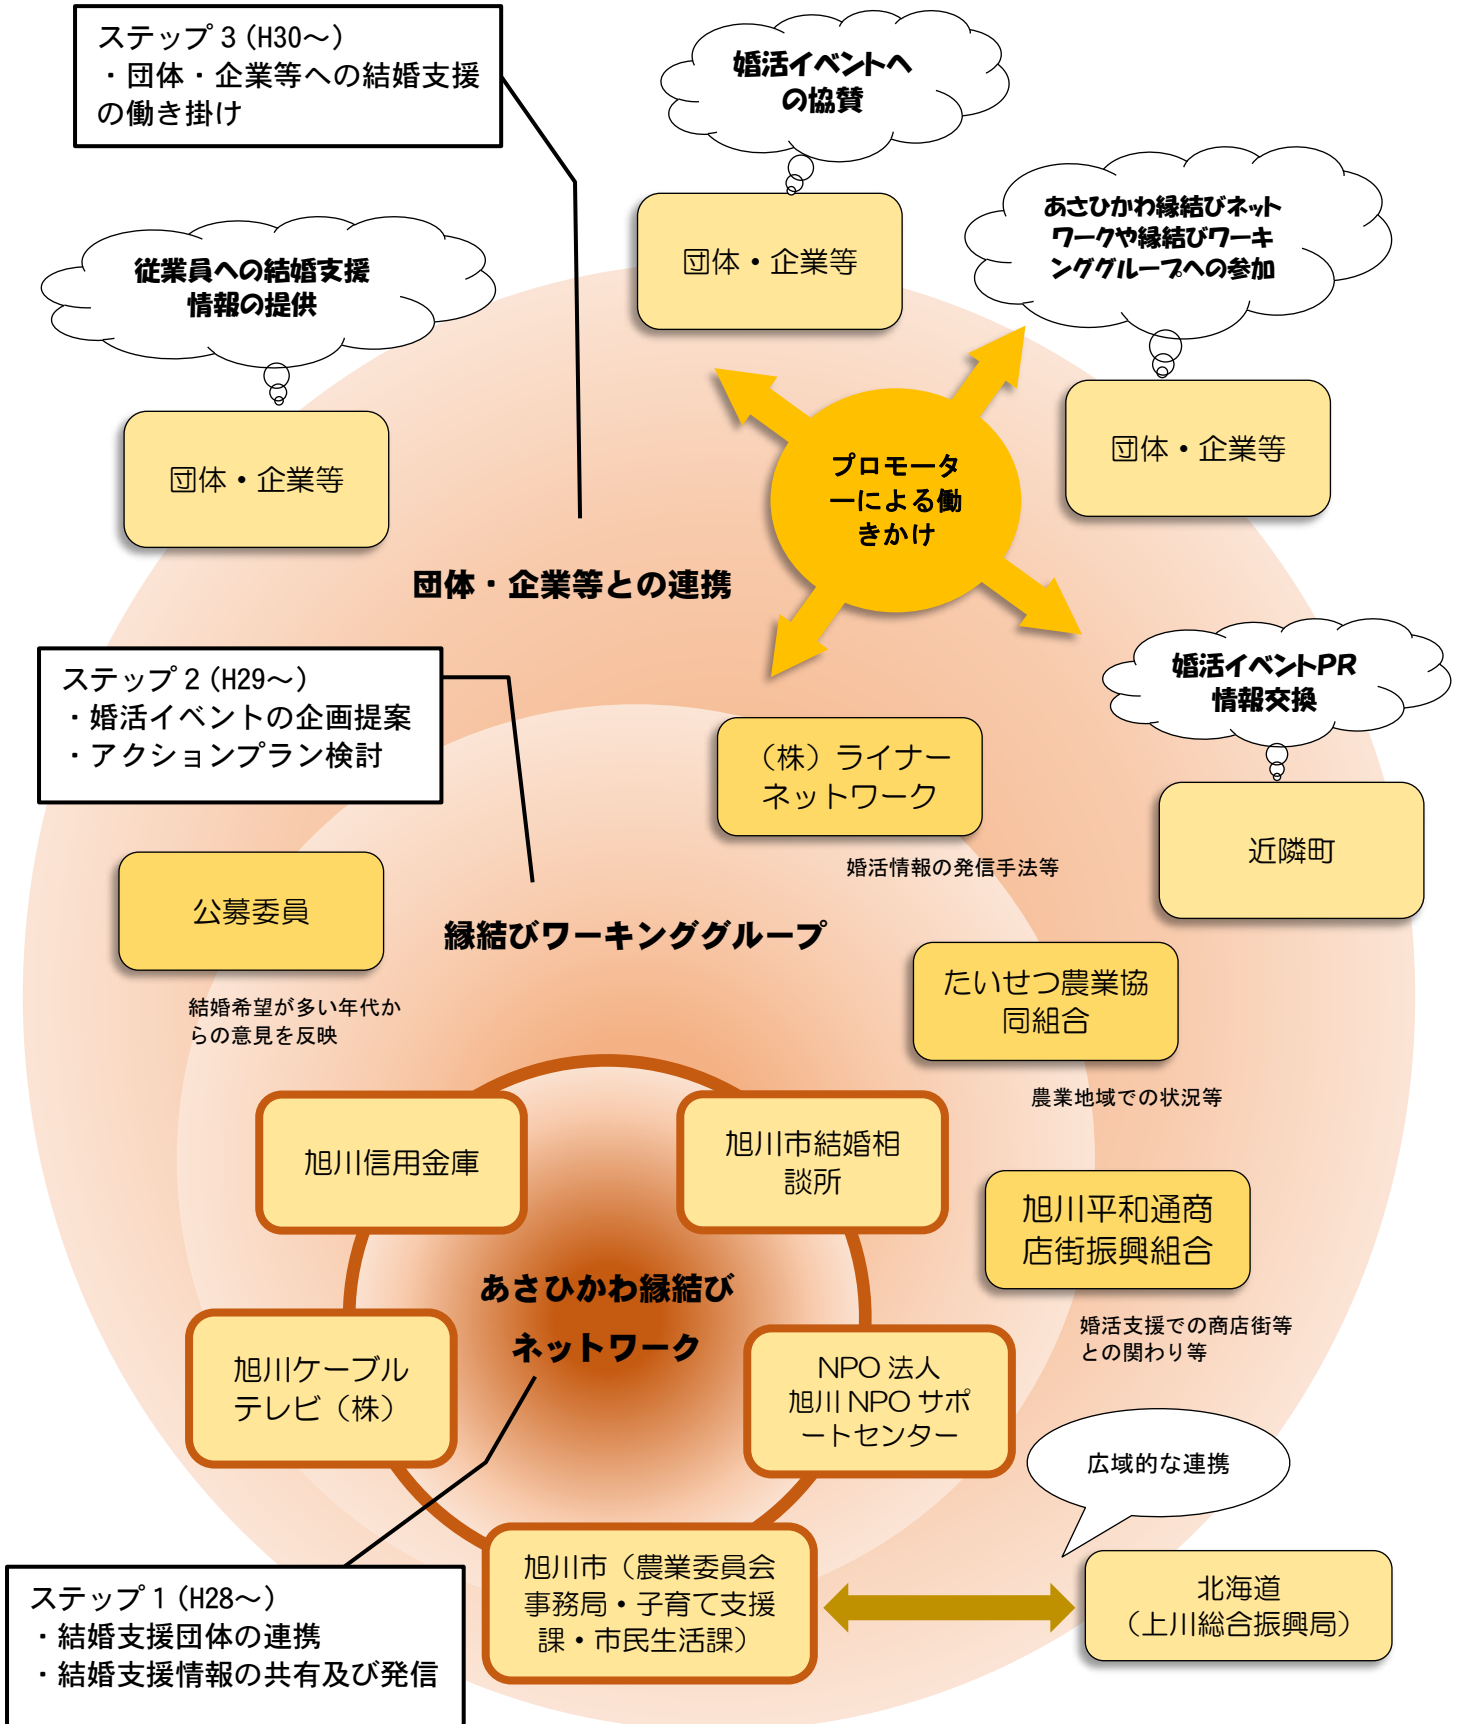 ステップ3(H30～)
・団体・企業等への結婚支援
の働き掛け
婚活イベントへ
の協賛
団体・企業等
あさひかわ縁結びネット
ワークや縁結びワーキ
ンググループへの参加
団体・企業等
従業員への結婚支援
情報の提供
団体・企業等
プロモータ
ーによる働
きかけ
団体・企業等との連携
ステップ2(H29～)
・婚活イベントの企画提案
・アクションプラン検討
婚活イベントPR
情報交換
近隣町
（株）ライナー
ネットワーク
婚活情報の発信手法等
公募委員
結婚希望が多い年代か
らの意見を反映
縁結びワーキンググループ
たいせつ農業協
同組合
農業地域での状況等
旭川信用金庫
旭川市結婚相
談所
旭川平和通商
店街振興組合
婚活支援での商店街等
との関わり等
あさひかわ縁結び
ネットワーク
旭川ケーブル
テレビ（株）
NPO 法人
旭川 NPO サポ
ートセンター
広域的な連携
旭川市（農業委員会
事務局・子育て支援
課・市民生活課）
北海道
（上川総合振興局）
ステップ1(H28～)
・結婚支援団体の連携
・結婚支援情報の共有及び発信